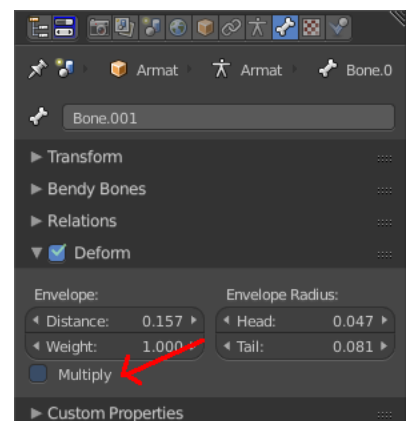 Armat Armat Bone.0
Bone.001
Transform
Bendy Bones
Relations
Deform
Envelope: Envelope Radius:
Distance: 0.157 Head: 0.047
Weight: 1.000 Tail: 0.081
Multiply
Custom Properties